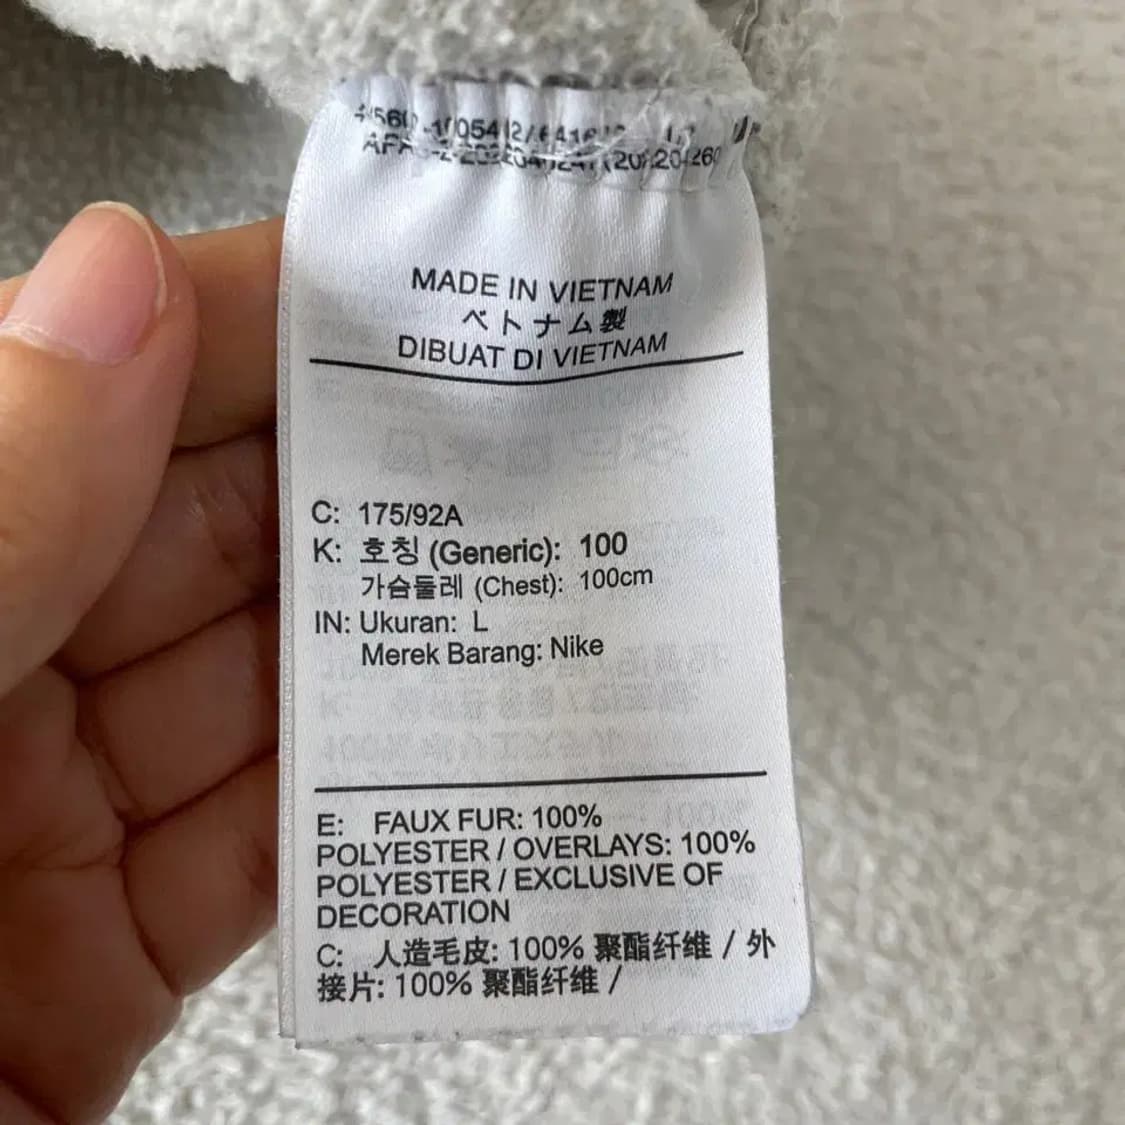 MADE IN VIETNAM
ベトナム製
DIBUAT DI VIETNAM
C: 175/92A
K: 호칭 (Generic): 100
가슴둘레 (Chest): 100cm
IN: Ukuran: L
Merek Barang: Nike
E: FAUX FUR: 100%
POLYESTER / OVERLAYS: 100%
POLYESTER / EXCLUSIVE OF
DECORATION
C: 人造毛皮: 100% 聚酯纤维 / 外
接片: 100% 聚酯纤维 /